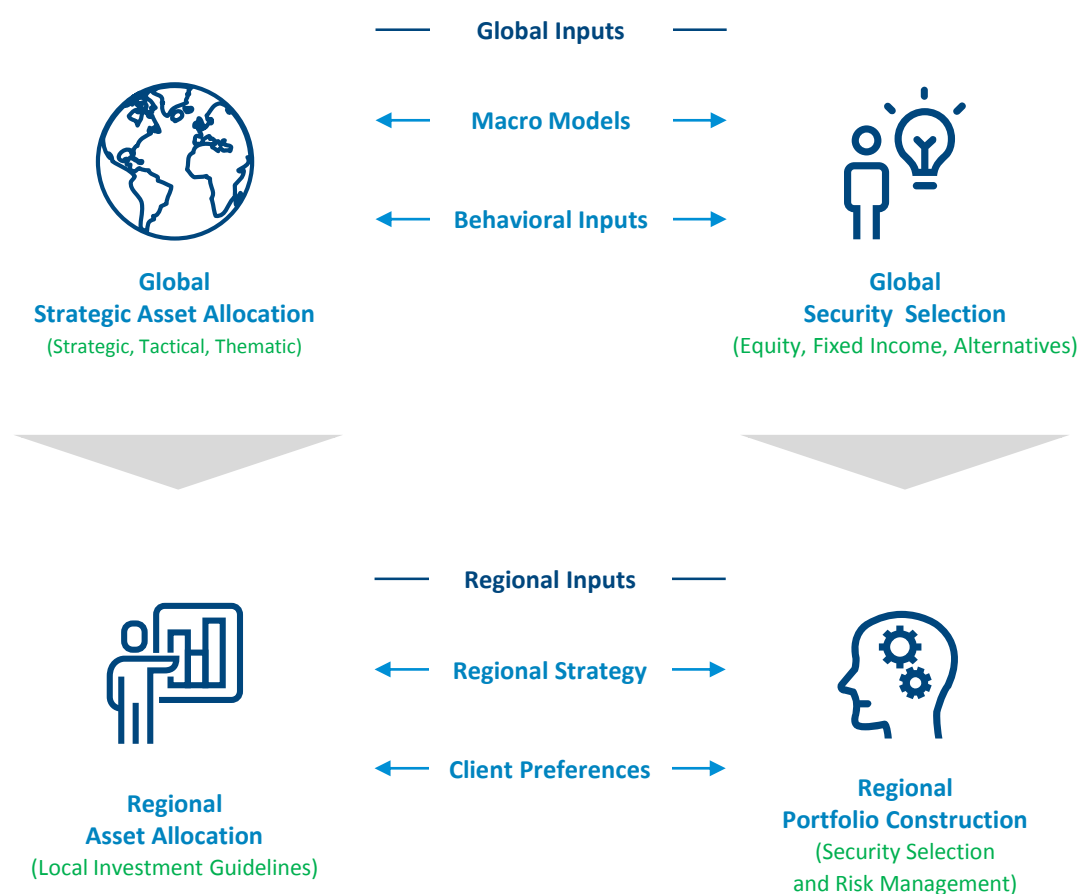 Global Inputs
Macro Models
Behavioral Inputs
Global
Strategic Asset Allocation
(Strategic, Tactical, Thematic)
Global
Security Selection
(Equity, Fixed Income, Alternatives)
Regional Inputs
Regional Strategy
Client Preferences
Regional
Asset Allocation
(Local Investment Guidelines)
Regional
Portfolio Construction
(Security Selection
and Risk Management)